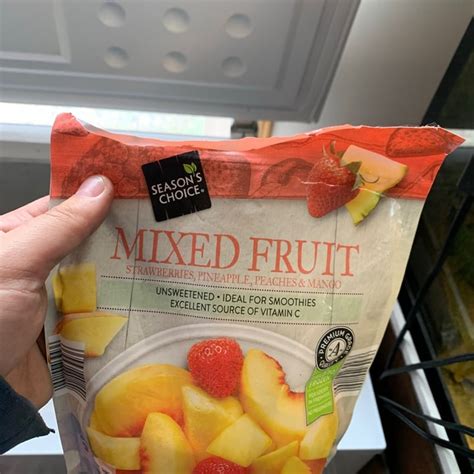 SEASON'S
CHOICE®
MIXED FRUIT
STRAWBERRIES, PINEAPPLE, PEACHES & MANGO
UNSWEETENED • IDEAL FOR SMOOTHIES
EXCELLENT SOURCE OF VITAMIN C
PREMIUM
A